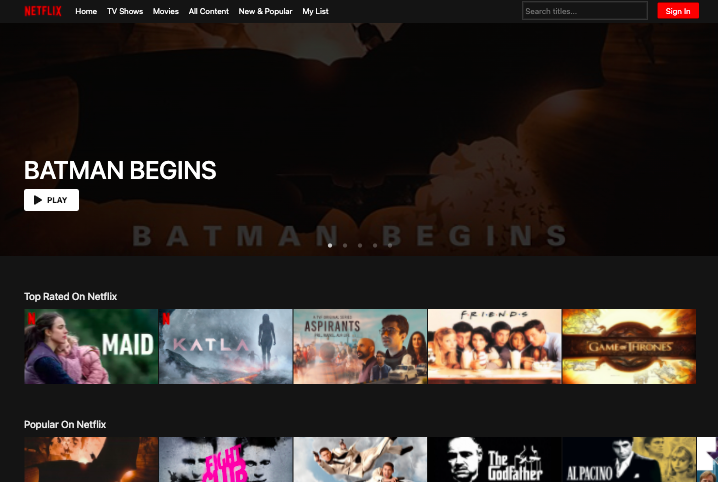 NETFLIX Home TV Shows Movies All Content New & Popular My List Search titles... Sign In
BATMAN BEGINS
PLAY
BATMAN BEGINS
Top Rated On Netflix
N MAID
N KATLA
ASPIRANTS
FRIENDS
GAME OF THRONES
Popular On Netflix
FIGHT
CLUB
The
Godfather
AL PACINO